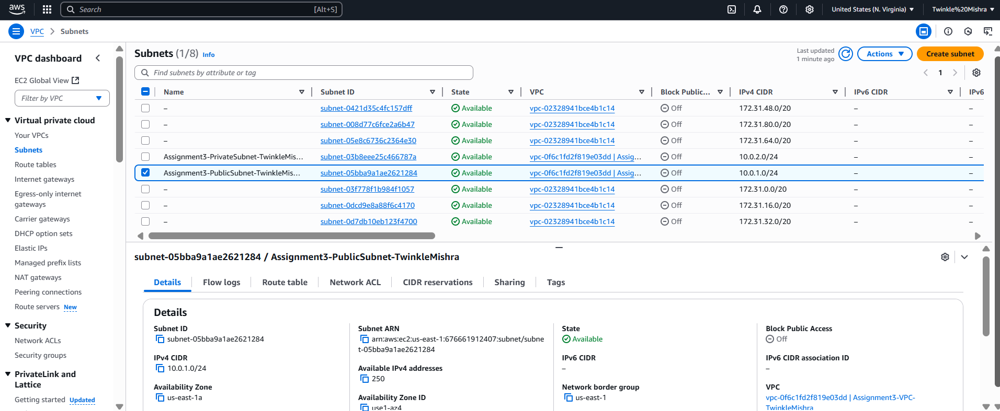 aws
Search [Alt+S] United States (N. Virginia) Twinkle%20Mishra
VPC Subnets
VPC dashboard
EC2 Global View
Filter by VPC
Virtual private cloud
Your VPCs
Subnets
Route tables
Internet gateways
Egress-only internet
gateways
Carrier gateways
DHCP option sets
Elastic IPs
Managed prefix lists
NAT gateways
Peering connections
Route servers New
Security
Network ACLs
Security groups
PrivateLink and
Lattice
Getting started Updated
Subnets (1/8) Info
Last updated
1 minute ago
Actions
Create subnet
Find subnets by attribute or tag
1
Name Subnet ID State VPC Block Public... IPv4 CIDR IPv6 CIDR IPv6
– subnet-0421d35c4fc157dff Available vpc-02328941bce4b1c14 Off 172.31.48.0/20 – –
– subnet-008d77c6fce2a6b47 Available vpc-02328941bce4b1c14 Off 172.31.80.0/20 – –
– subnet-05e8c6736c2364e30 Available vpc-02328941bce4b1c14 Off 172.31.64.0/20 – –
Assignment3-PrivateSubnet-TwinkleMis... subnet-03b8eee25c466787a Available vpc-0f6c1fd2f819e03dd | Assig... Off 10.0.2.0/24 – –
Assignment3-PublicSubnet-TwinkleMis... subnet-05bba9a1ae2621284 Available vpc-0f6c1fd2f819e03dd | Assig... Off 10.0.1.0/24 – –
– subnet-03f778f1b984f1057 Available vpc-02328941bce4b1c14 Off 172.31.0.0/20 – –
– subnet-0dcd9e8a88f6c4170 Available vpc-02328941bce4b1c14 Off 172.31.16.0/20 – –
– subnet-0d7db10eb123f4700 Available vpc-02328941bce4b1c14 Off 172.31.32.0/20 – –
subnet-05bba9a1ae2621284 / Assignment3-PublicSubnet-TwinkleMishra
Details Flow logs Route table Network ACL CIDR reservations Sharing Tags
Details
Subnet ID
subnet-05bba9a1ae2621284
IPv4 CIDR
10.0.1.0/24
Availability Zone
us-east-1a
Subnet ARN
arn:aws:ec2:us-east-1:676661912407:subnet/subne
t-05bba9a1ae2621284
Available IPv4 addresses
250
Availability Zone ID
use1-az4
State
Available
IPv6 CIDR
–
Network border group
us-east-1
Block Public Access
Off
IPv6 CIDR association ID
–
VPC
vpc-0f6c1fd2f819e03dd | Assignment3-VPC-
TwinkleMishra